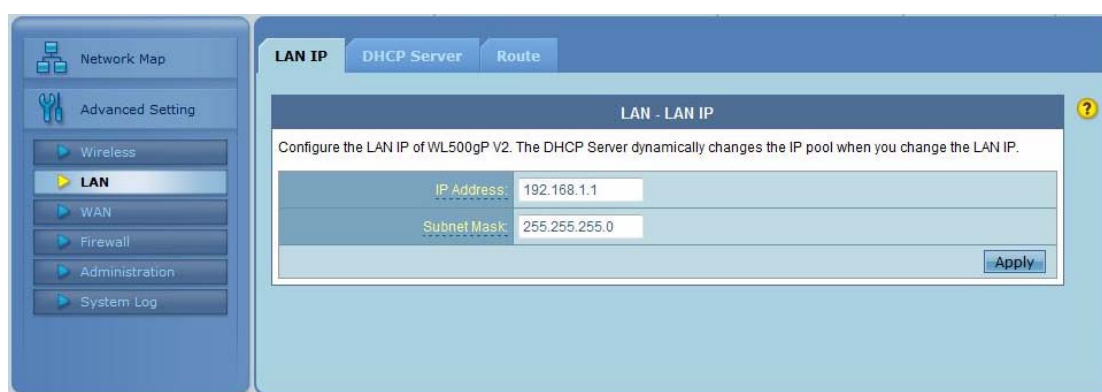 Network Map
Advanced Setting
Wireless
LAN
WAN
Firewall
Administration
System Log
LAN IP
DHCP Server
Route
LAN - LAN IP
?
Configure the LAN IP of WL500gP V2. The DHCP Server dynamically changes the IP pool when you change the LAN IP.
IP Address: 192.168.1.1
Subnet Mask: 255.255.255.0
Apply